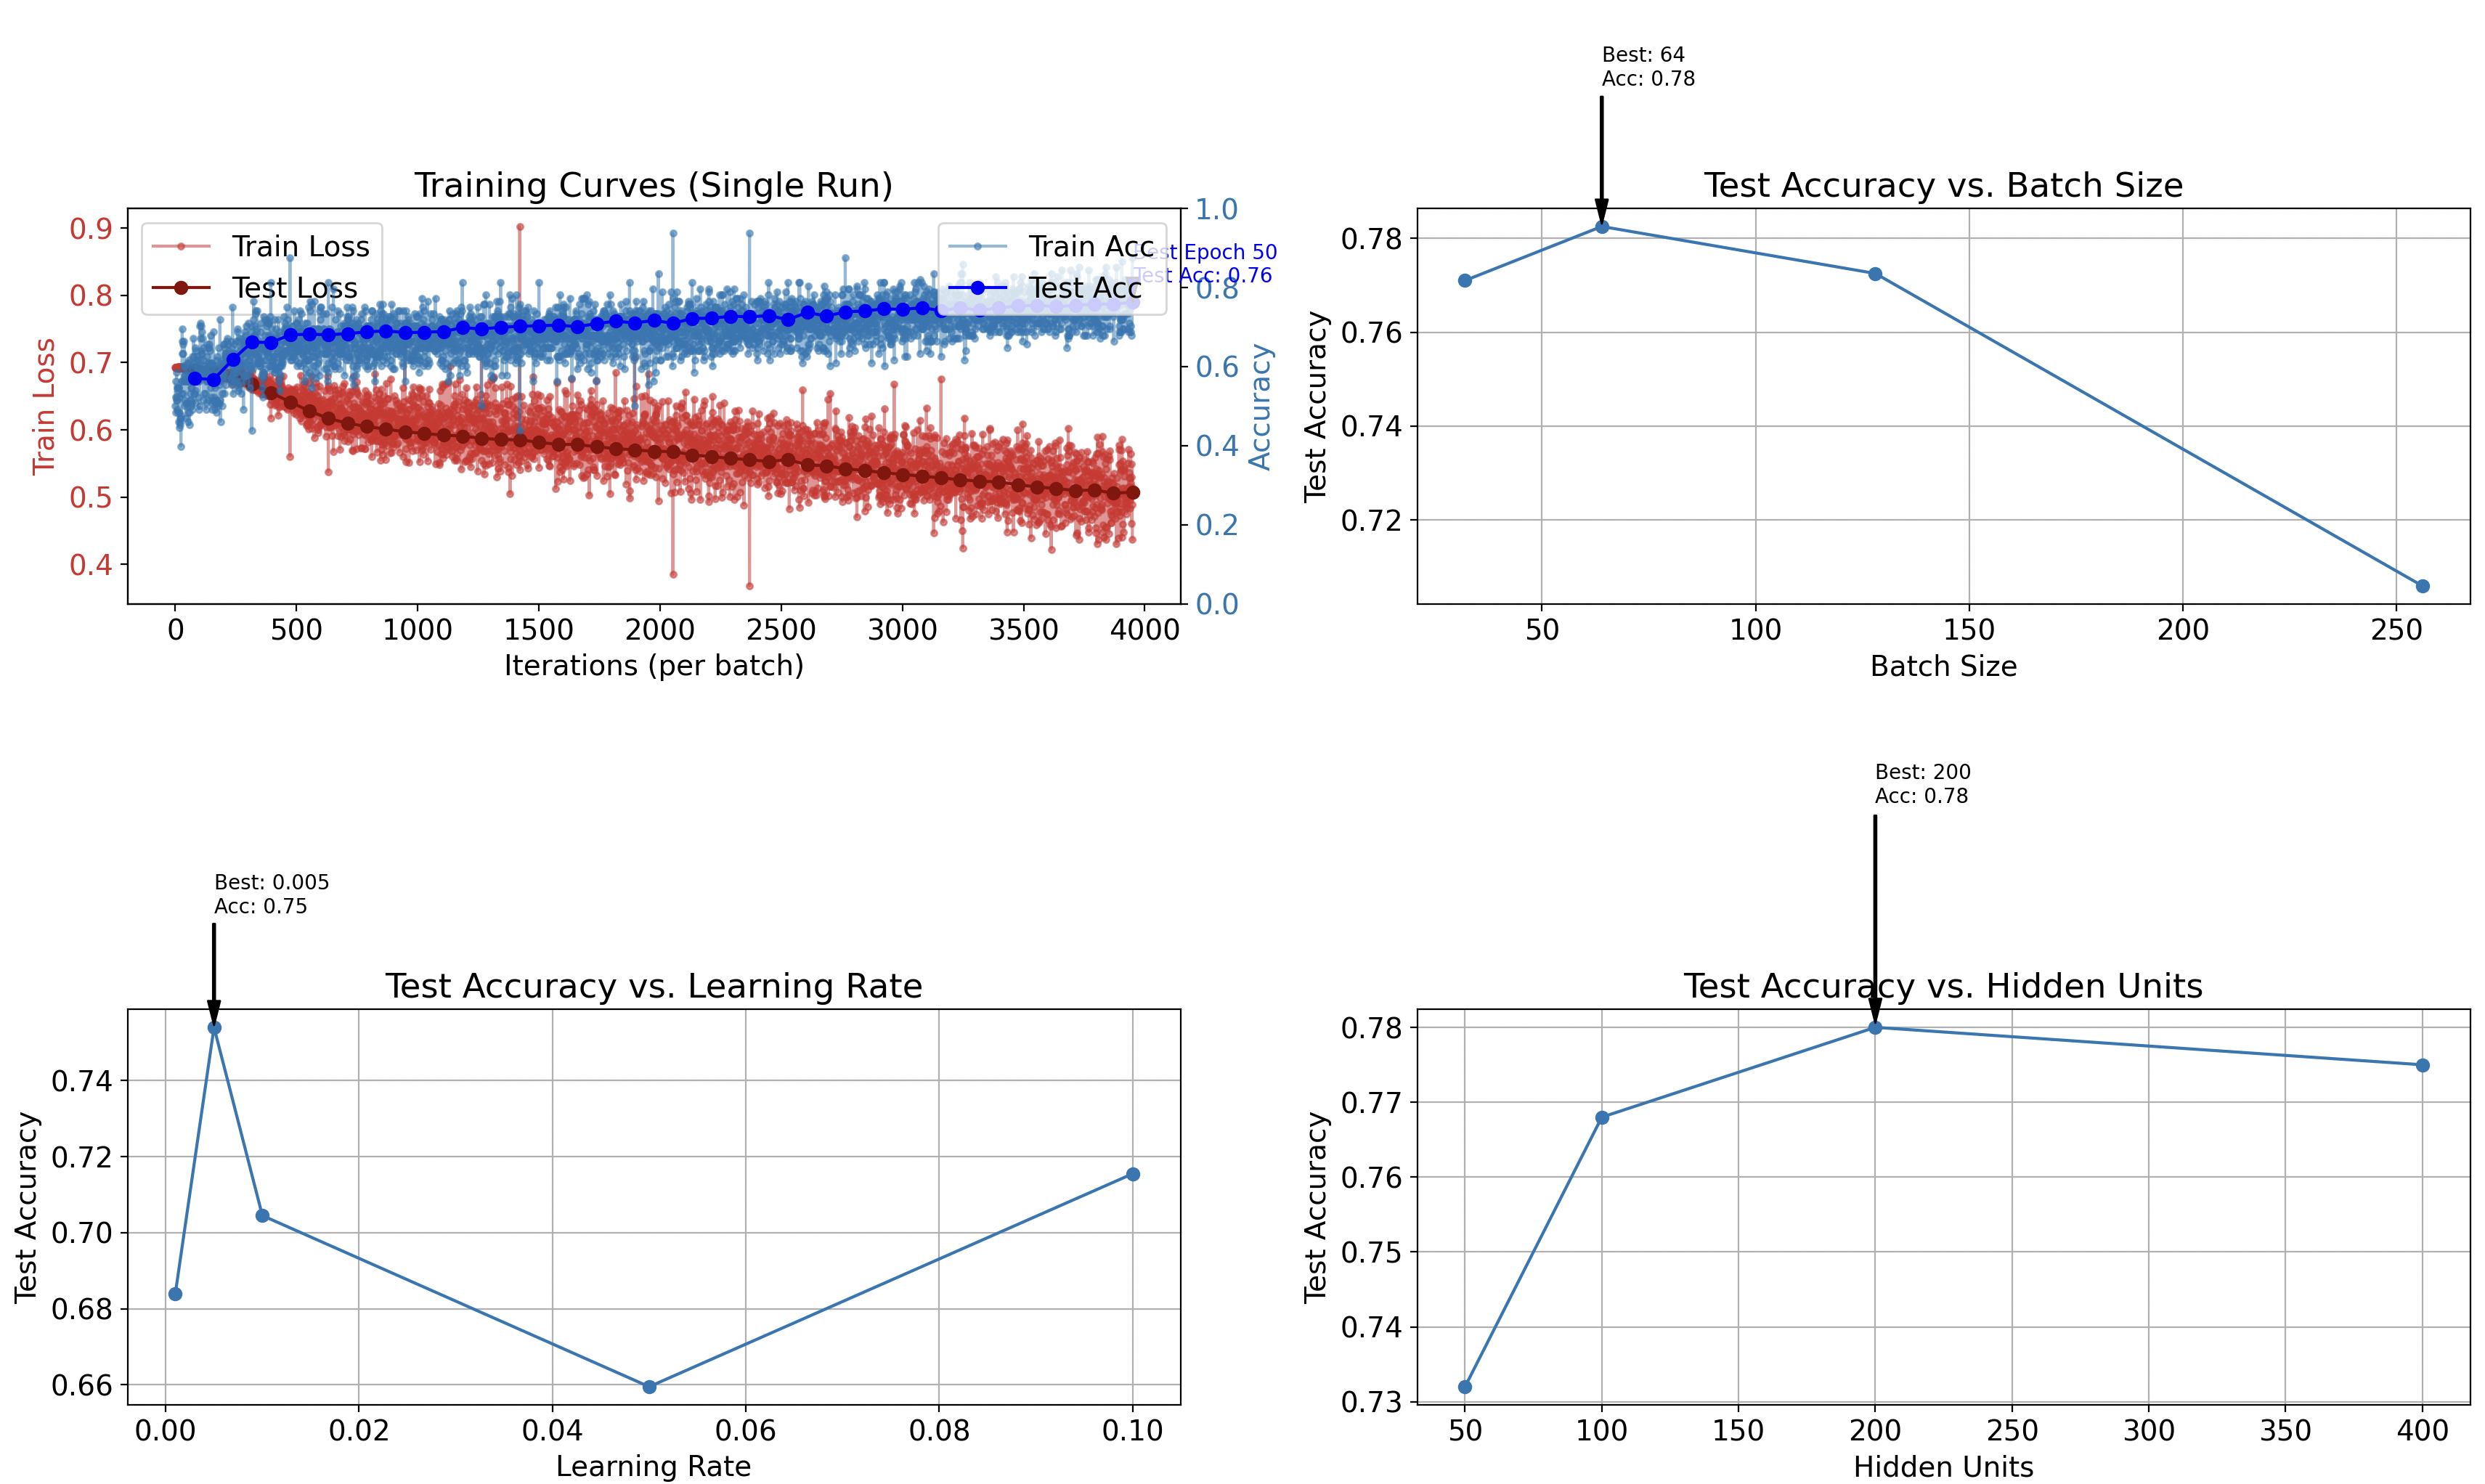 Training Curves (Single Run)
Train Loss
Test Loss
Train Acc
Test Acc
Best Epoch 50
Test Acc: 0.76
0.9
0.8
0.7
0.6
0.5
0.4
Train Loss
1.0
0.8
0.6
0.4
0.2
0.0
Accuracy
0 500 1000 1500 2000 2500 3000 3500 4000
Iterations (per batch)
Best: 64
Acc: 0.78
Test Accuracy vs. Batch Size
0.78
0.76
0.74
0.72
Test Accuracy
50 100 150 200 250
Batch Size
Best: 0.005
Acc: 0.75
Test Accuracy vs. Learning Rate
0.74
0.72
0.70
0.68
0.66
Test Accuracy
0.00 0.02 0.04 0.06 0.08 0.10
Learning Rate
Best: 200
Acc: 0.78
Test Accuracy vs. Hidden Units
0.78
0.77
0.76
0.75
0.74
0.73
Test Accuracy
50 100 150 200 250 300 350 400
Hidden Units